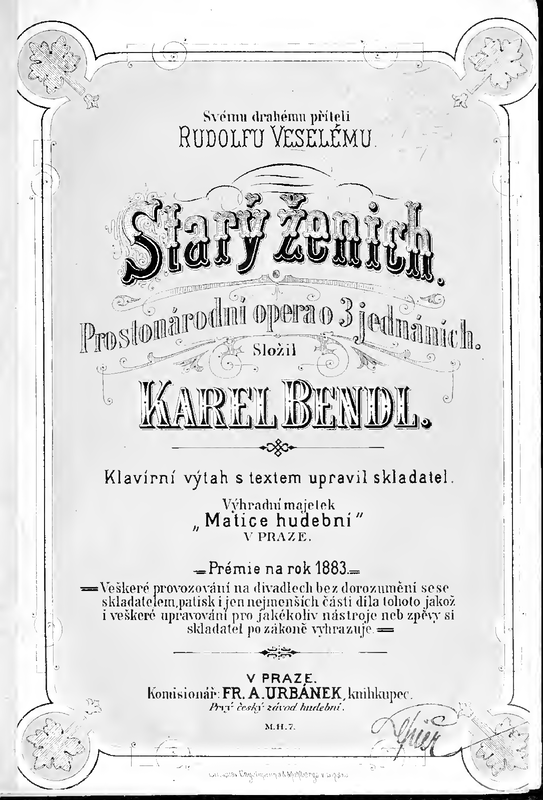 Svému drahému příteli
RUDOLFU VESELÉMU.
Starý ženich.
Prostonárodní opera o 3 jednáních.
Složil
KAREL BENDL.
Klavírní výtah s textem upravil skladatel.
Výhradní majetek
„Matice hudební"
V PRAZE.
Prémie na rok 1883.
Veškeré provozování na divadlech bez dorozumění se se
skladatelem, patisk i jen nejmenších částí díla tohoto jakož
i veškeré upravování pro jakékoliv nástroje neb zpěvy si
skladatel po zákoně vyhrazuje.
V PRAZE.
Komisionář: FR. A. URBÁNEK, knihkupec.
Prvý český závod hudební.
M.H.7.